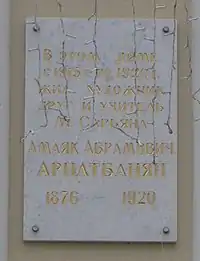 В этом доме
жил художник
друг и учитель
М. Сарьяна
Амаяк Абрамович
Арцатбанян
1876 — 1920